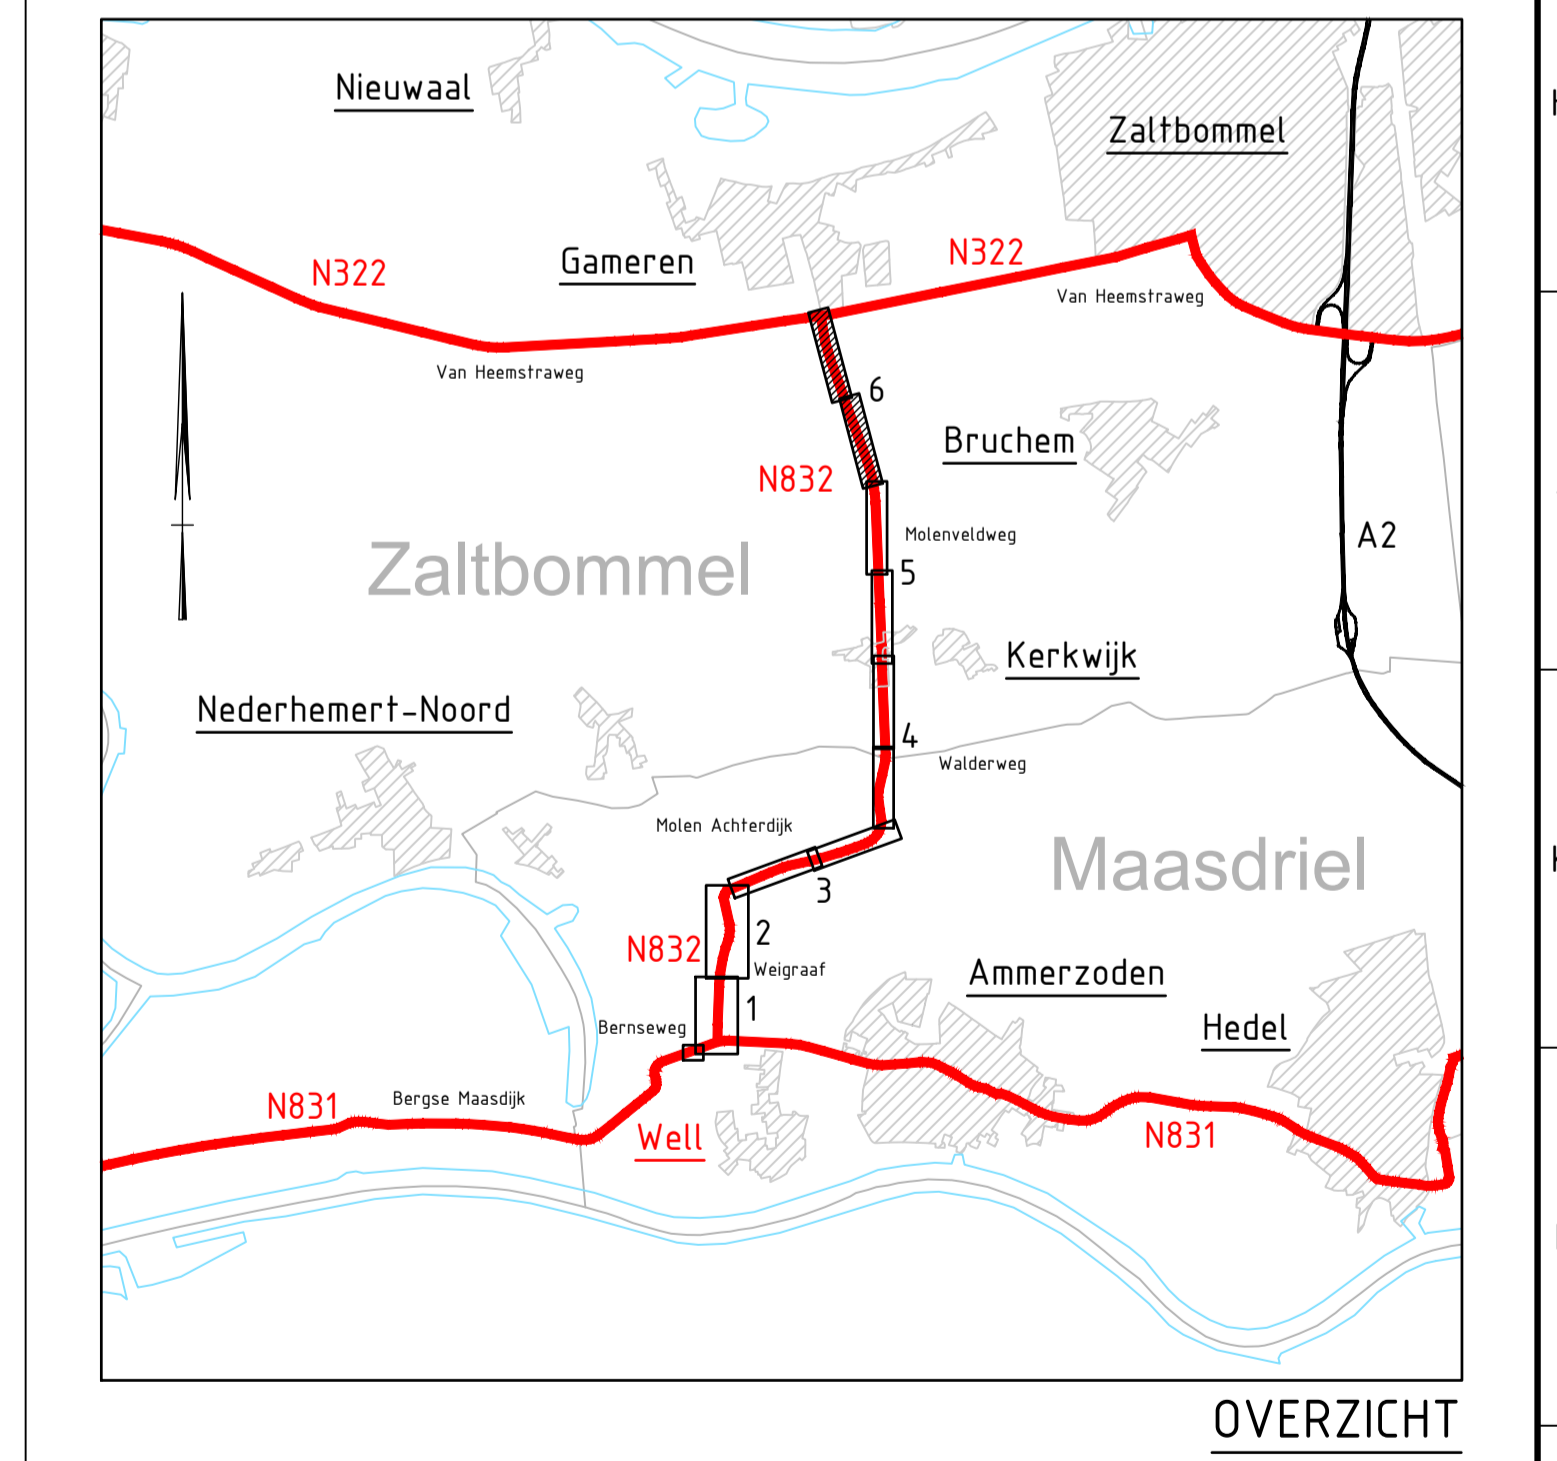 Nieuwaal
Zaltbommel
N322
Gameren
N322
Van Heemstraweg
Van Heemstraweg
6
Bruchem
N832
Molenveldweg
A2
Zaltbommel
5
Kerkwijk
Nederhemert-Noord
4
Walderweg
Molen Achterdijk
Maasdriel
3
2
N832
Weigraaf
Ammerzoden
1
Bernseweg
Hedel
N831
Bergse Maasdijk
Well
N831
OVERZICHT